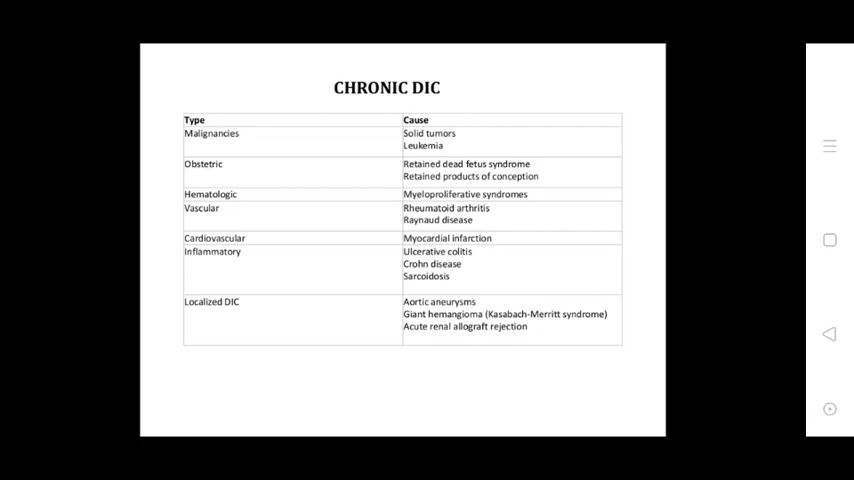 CHRONIC DIC
Type Cause
Malignancies Solid tumors
Leukemia
Obstetric Retained dead fetus syndrome
Retained products of conception
Hematologic Myeloproliferative syndromes
Vascular Rheumatoid arthritis
Raynaud disease
Cardiovascular Myocardial infarction
Inflammatory Ulcerative colitis
Crohn disease
Sarcoidosis
Localized DIC Aortic aneurysms
Giant hemangioma (Kasabach-Merritt syndrome)
Acute renal allograft rejection